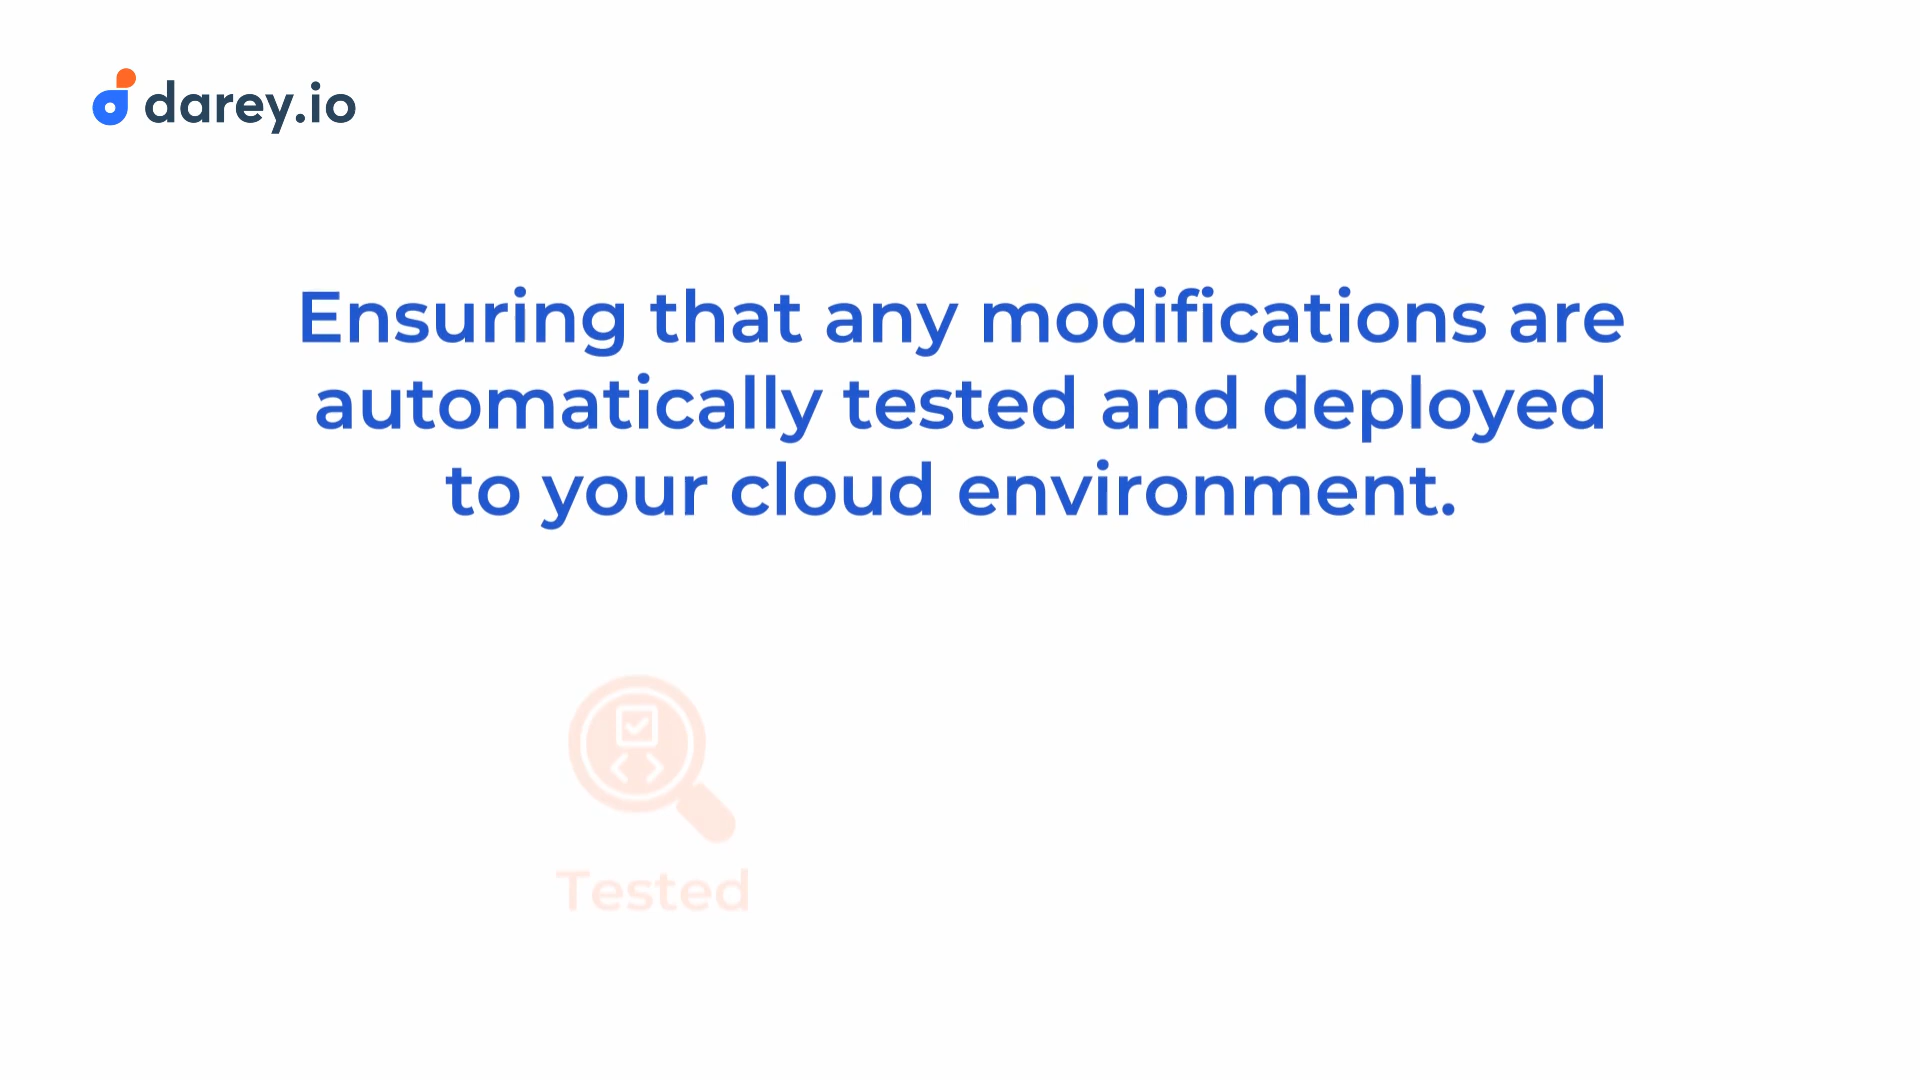 darey.io
Ensuring that any modifications are
automatically tested and deployed
to your cloud environment.
Tested